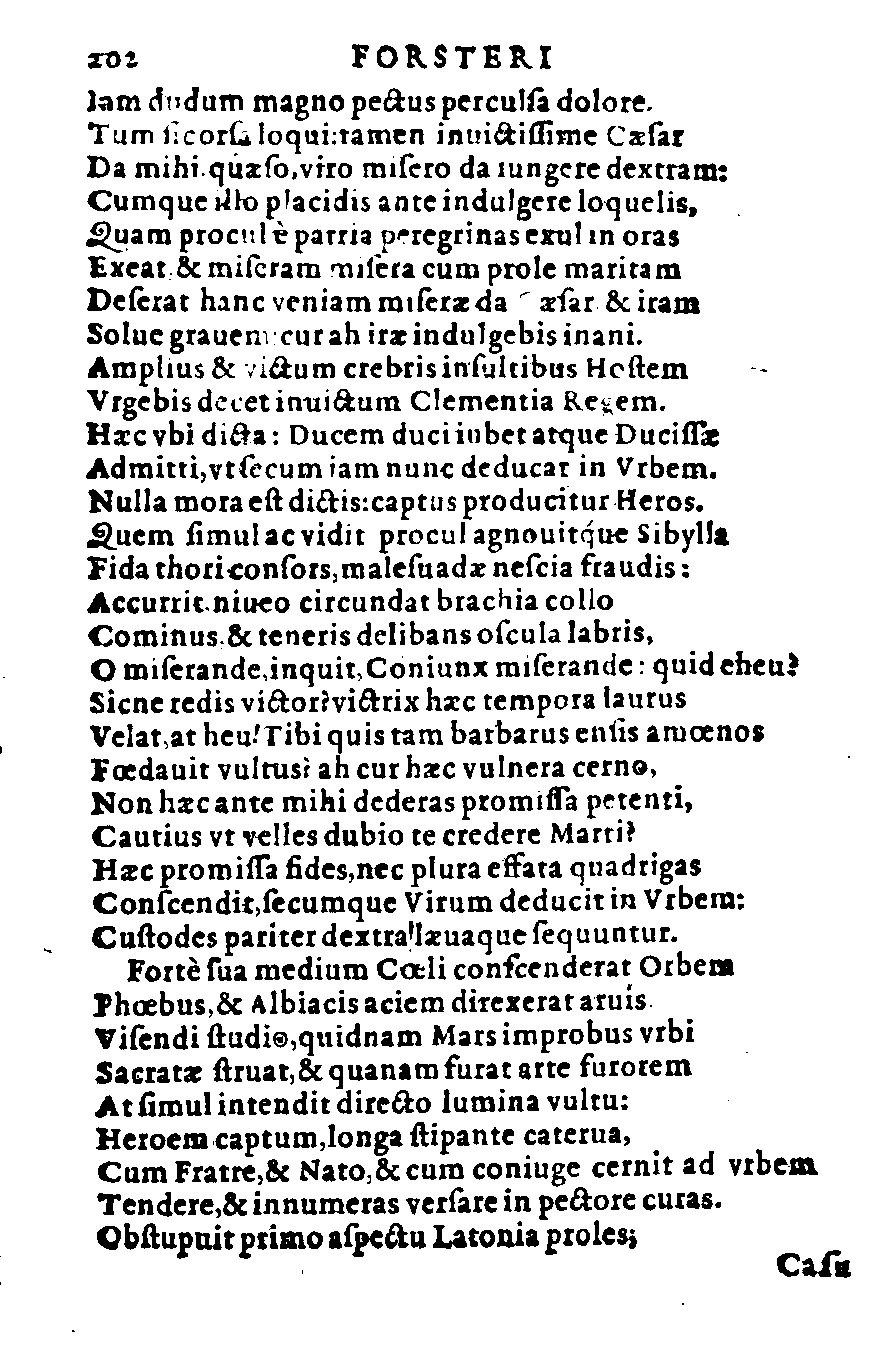 202 FORSTERI
Iam dudum magno pectus perculſa dolore.
Tum ſi corſa loqui: tamen inuictiſſime Cæſar
Da mihi quæſo, viro miſero da iungere dextram:
Cumque illo placidis ante indulgere loquelis,
Quam procul è patria peregrinas exul in oras
Exeat & miſeram miſera cum prole maritam
Deſerat hanc veniam miſeræ da æſar & iram
Solue grauem: cur ah iræ indulgebis inani.
Amplius & victum crebris inſultibus Hoſtem
Vrgebis decet inuictum Clementia Regem.
Hæc vbi dicta: Ducem duci iubet atque Duciſſæ
Admitti, vt ſecum iam nunc deducat in Vrbem.
Nulla mora eſt dictis: captus producitur Heros.
Quem ſimul ac vidit procul agnouitq́ue Sibylla
Fida thori conſors, maleſuadæ neſcia fraudis:
Accurrit. niueo circundat brachia collo
Cominus. & teneris delibans oſcula labris,
O miſerande, inquit, Coniunx miſerande: quid eheu?
Sicne redis victor? victrix hæc tempora laurus
Velat, at heu! Tibi quis tam barbarus enſis amœnos
Fœdauit vultus? ah cur hæc vulnera cerno,
Non hæc ante mihi dederas promiſſa petenti,
Cautius vt velles dubio te credere Marti?
Hæc promiſſa fides, nec plura effata quadrigas
Conſcendit, ſecumque Virum deducit in Vrbem:
Cuſtodes pariter dextra læuaque ſequuntur.
Fortè ſua medium Cœli conſcenderat Orbem
Phœbus, & Albiacis aciem direxerat aruis.
Viſendi ſtudio, quidnam Mars improbus vrbi
Sacratæ ſtruat, & quanam furat arte furorem
At ſimul intendit directo lumina vultu:
Heroem captum, longa ſtipante caterua,
Cum Fratre, & Nato, & cum coniuge cernit ad vrbem
Tendere, & innumeras verſare in pectore curas.
Obſtupuit primo aſpectu Latonia proles;
Caſu